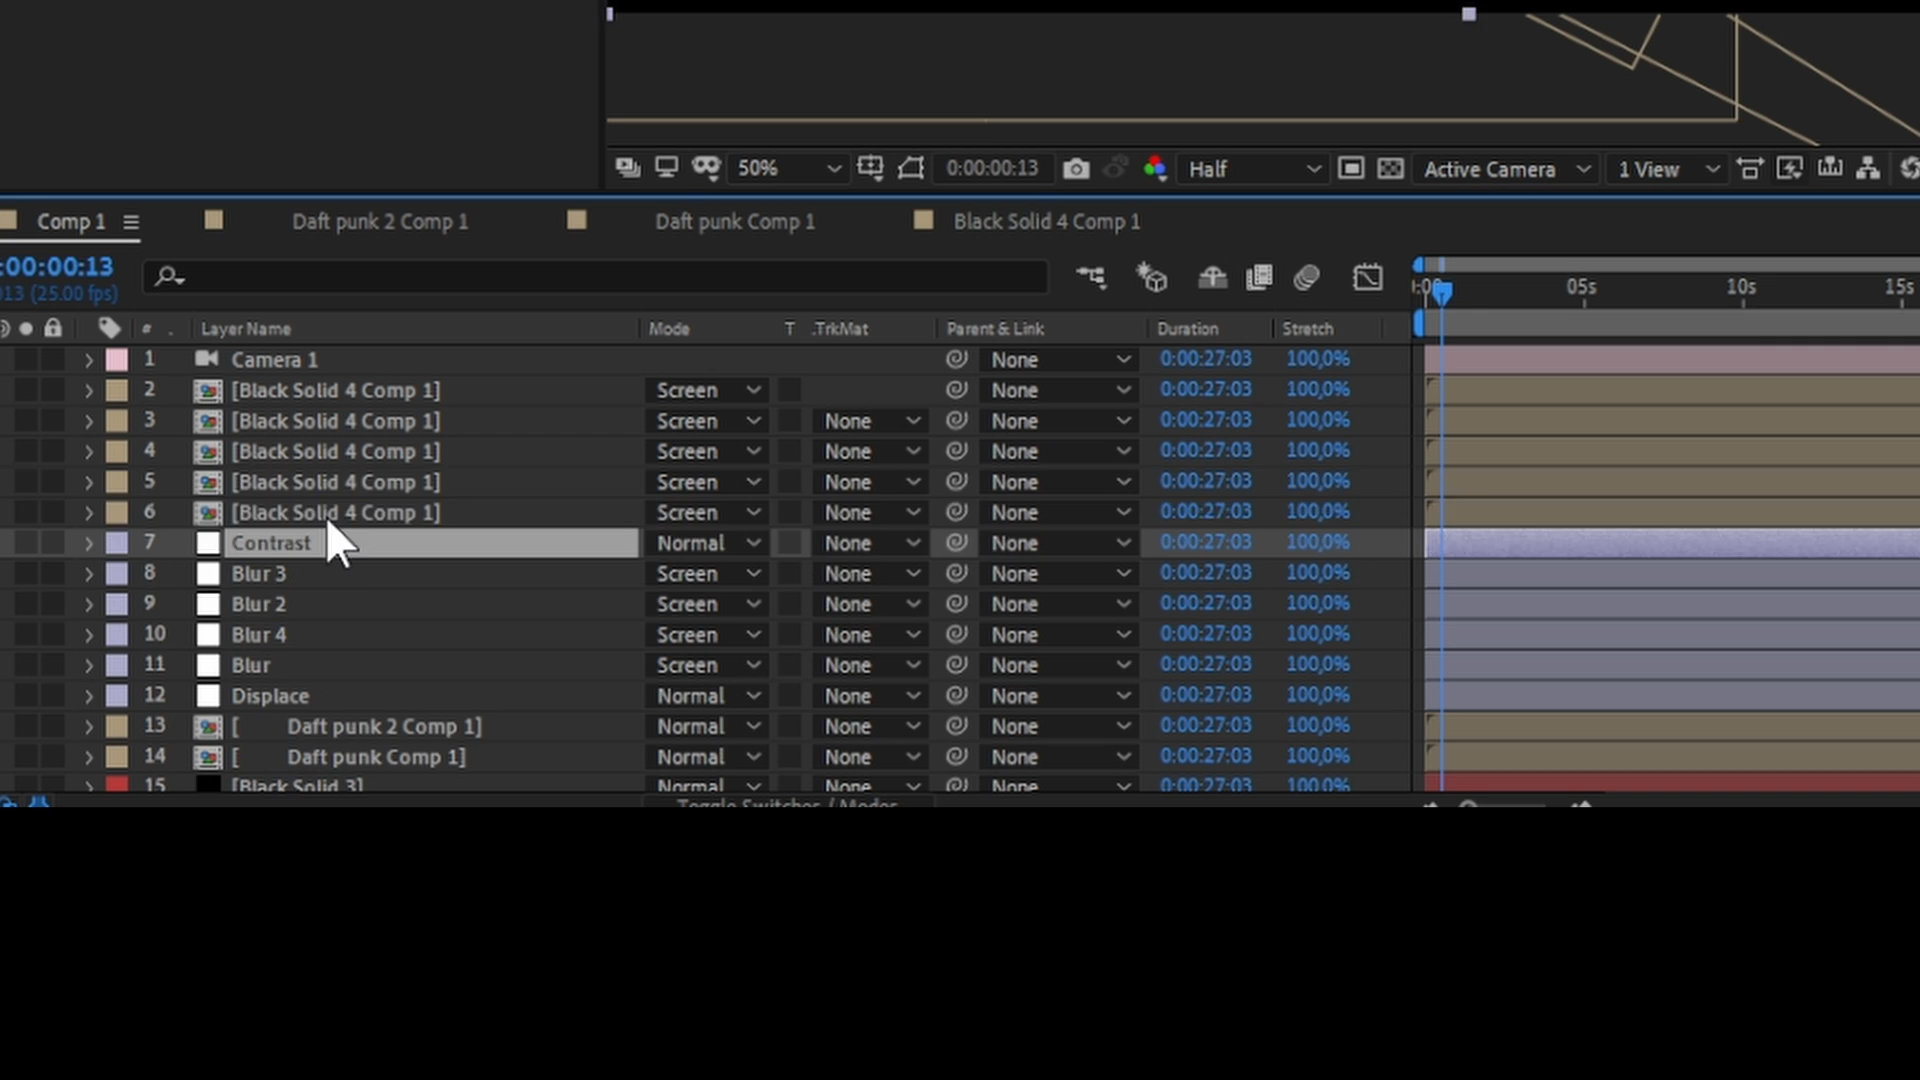 50% 0:00:00:13 Half Active Camera 1 View
Comp 1 Daft punk 2 Comp 1 Daft punk Comp 1 Black Solid 4 Comp 1
:00:00:13
013 (25.00 fps)
05s 10s 15s
# . Layer Name Mode T .TrkMat Parent & Link Duration Stretch
1 Camera 1 None 0:00:27:03 100,0%
2 [Black Solid 4 Comp 1] Screen None 0:00:27:03 100,0%
3 [Black Solid 4 Comp 1] Screen None None 0:00:27:03 100,0%
4 [Black Solid 4 Comp 1] Screen None None 0:00:27:03 100,0%
5 [Black Solid 4 Comp 1] Screen None None 0:00:27:03 100,0%
6 [Black Solid 4 Comp 1] Screen None None 0:00:27:03 100,0%
7 Contrast Normal None None 0:00:27:03 100,0%
8 Blur 3 Screen None None 0:00:27:03 100,0%
9 Blur 2 Screen None None 0:00:27:03 100,0%
10 Blur 4 Screen None None 0:00:27:03 100,0%
11 Blur Screen None None 0:00:27:03 100,0%
12 Displace Normal None None 0:00:27:03 100,0%
13 [ Daft punk 2 Comp 1] Normal None None 0:00:27:03 100,0%
14 [ Daft punk Comp 1] Normal None None 0:00:27:03 100,0%
15 [Black Solid 3] Normal None None 0:00:27:03 100,0%
Toggle Switches / Modes